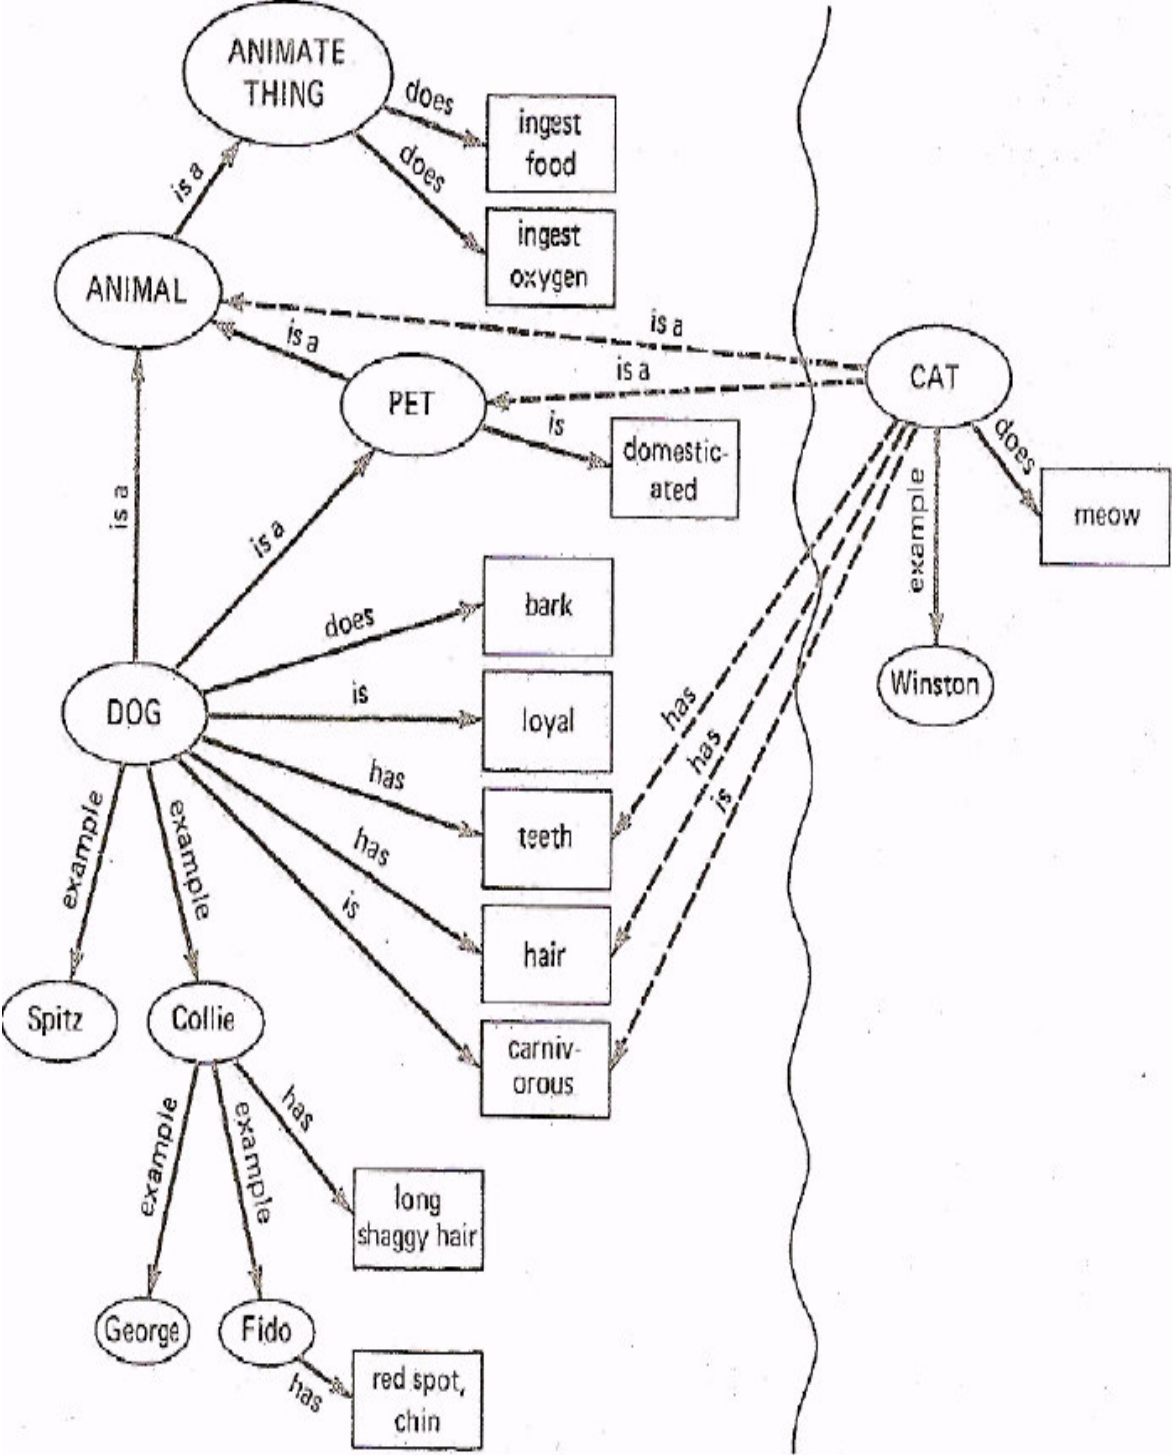 ANIMATE
THING
does
ingest
food
does
is a
ingest
oxygen
ANIMAL
is a
is a
is a
CAT
PET
is
domestic-
ated
does
meow
example
is a
is a
bark
does
Winston
DOG
is
loyal
has
has
has
has
is
teeth
example
example
is
hair
Spitz
Collie
carniv-
orous
has
example
example
long
shaggy hair
George
Fido
has
red spot,
chin